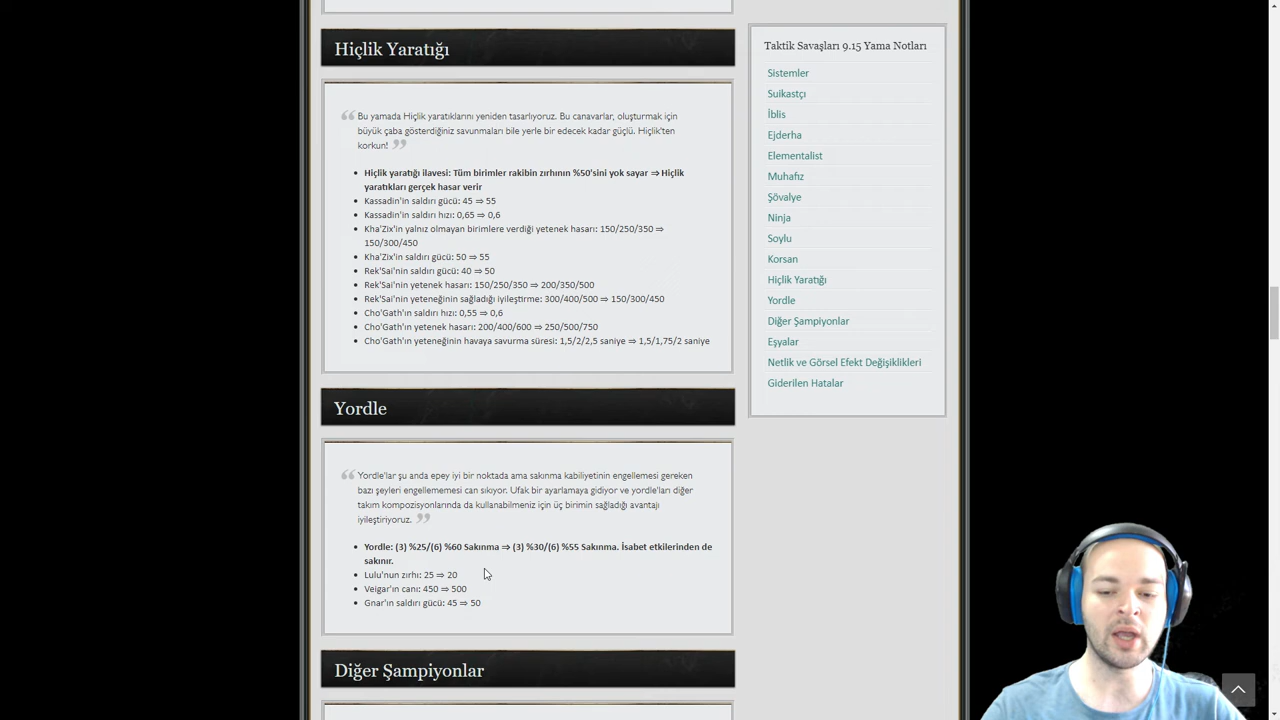 Hiçlik Yaratığı
Bu yamada Hiçlik yaratıklarını yeniden tasarlıyoruz. Bu canavarlar, oluşturmak için
büyük çaba gösterdiğiniz savunmaları bile yerle bir edecek kadar güçlü. Hiçlik'ten
korkun!
Hiçlik yaratığı ilavesi: Tüm birimler rakibin zırhının %50'sini yok sayar ⇒ Hiçlik
yaratıkları gerçek hasar verir
Kassadin'in saldırı gücü: 45 ⇒ 55
Kassadin'in saldırı hızı: 0,65 ⇒ 0,6
Kha'Zix'in yalnız olmayan birimlere verdiği yetenek hasarı: 150/250/350 ⇒
150/300/450
Kha'Zix'in saldırı gücü: 50 ⇒ 55
Rek'Sai'nin saldırı gücü: 40 ⇒ 50
Rek'Sai'nin yetenek hasarı: 150/250/350 ⇒ 200/350/500
Rek'Sai'nin yeteneğinin sağladığı iyileştirme: 300/400/500 ⇒ 150/300/450
Cho'Gath'ın saldırı hızı: 0,55 ⇒ 0,6
Cho'Gath'ın yetenek hasarı: 200/400/600 ⇒ 250/500/750
Cho'Gath'ın yeteneğinin havaya savurma süresi: 1,5/2/2,5 saniye ⇒ 1,5/1,75/2 saniye
Yordle
Yordle'lar şu anda epey iyi bir noktada ama sakınma kabiliyetinin engellemesi gereken
bazı şeyleri engellememesi can sıkıyor. Ufak bir ayarlamaya gidiyor ve yordle'ları diğer
takım kompozisyonlarında da kullanabilmeniz için üç birimin sağladığı avantajı
iyileştiriyoruz.
Yordle: (3) %25/(6) %60 Sakınma ⇒ (3) %30/(6) %55 Sakınma. İsabet etkilerinden de
sakınır.
Lulu'nun zırhı: 25 ⇒ 20
Veigar'ın canı: 450 ⇒ 500
Gnar'ın saldırı gücü: 45 ⇒ 50
Diğer Şampiyonlar
Taktik Savaşları 9.15 Yama Notları
Sistemler
Suikastçı
İblis
Ejderha
Elementalist
Muhafız
Şövalye
Ninja
Soylu
Korsan
Hiçlik Yaratığı
Yordle
Diğer Şampiyonlar
Eşyalar
Netlik ve Görsel Efekt Değişiklikleri
Giderilen Hatalar